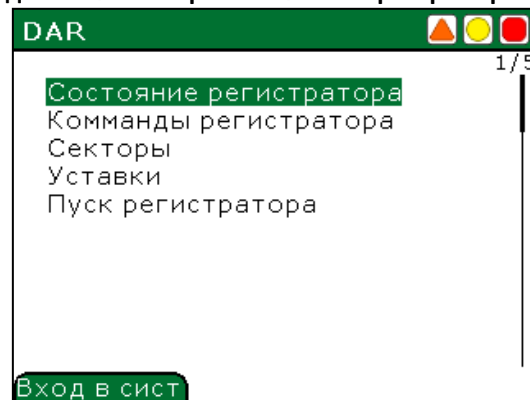 DAR
1/5
Состояние регистратора
Комманды регистратора
Секторы
Уставки
Пуск регистратора
Вход в сист